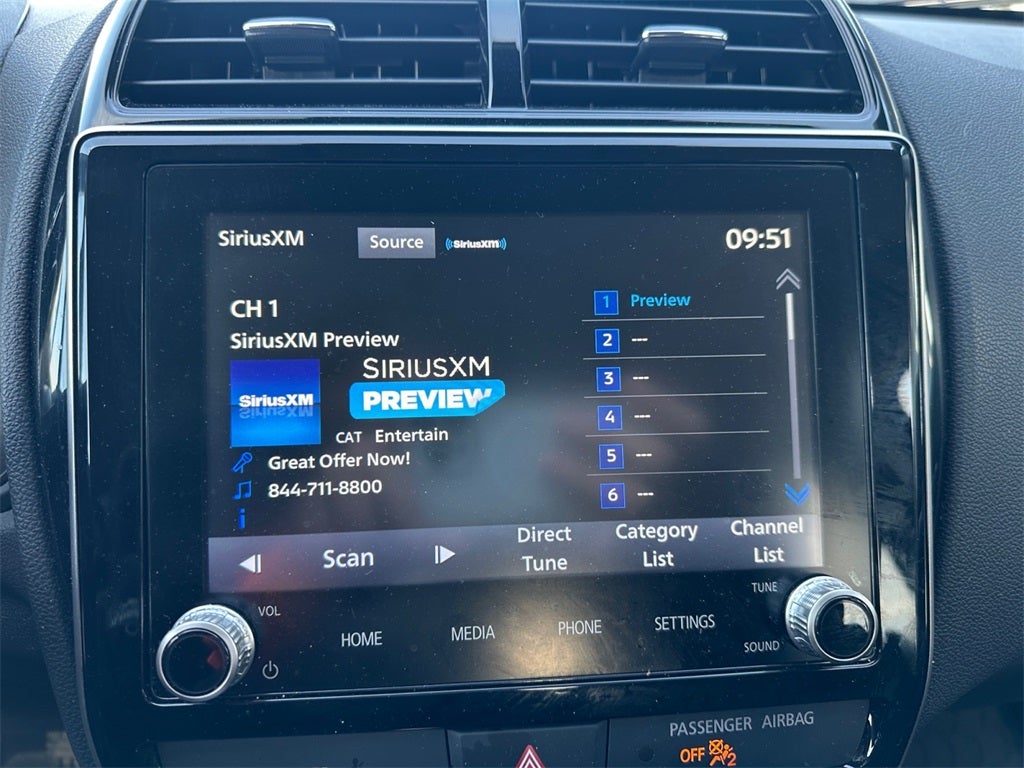 SiriusXM Source SiriusXM 09:51
CH 1
SiriusXM Preview
SiriusXM
SIRIUSXM
PREVIEW
CAT Entertain
Great Offer Now!
844-711-8800
i
1 Preview
2 ---
3 ---
4 ---
5 ---
6 ---
Scan
Direct
Tune
Category
List
Channel
List
VOL
TUNE
HOME MEDIA PHONE SETTINGS
SOUND
PASSENGER AIRBAG
OFF 2